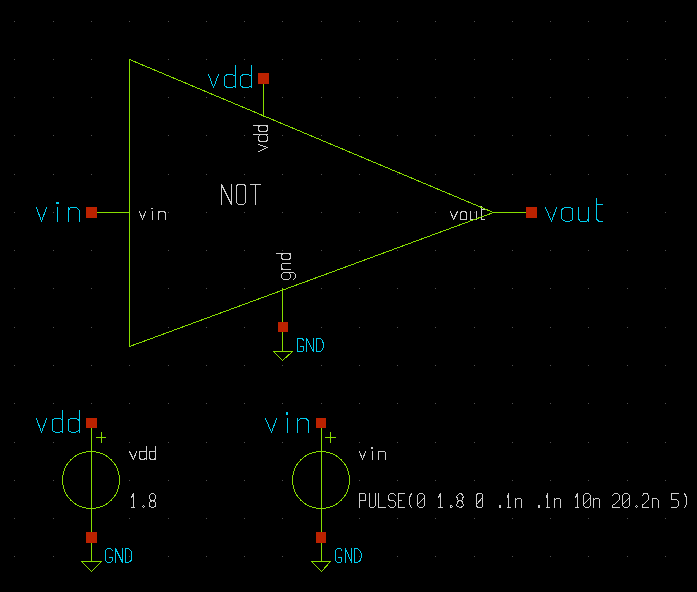 vdd
vdd
NOT
vin
vin
vout
vout
gnd
GND
vdd
+
vdd
1.8
GND
vin
+
vin
PULSE(0 1.8 0 .1n .1n 10n 20.2n 5)
GND